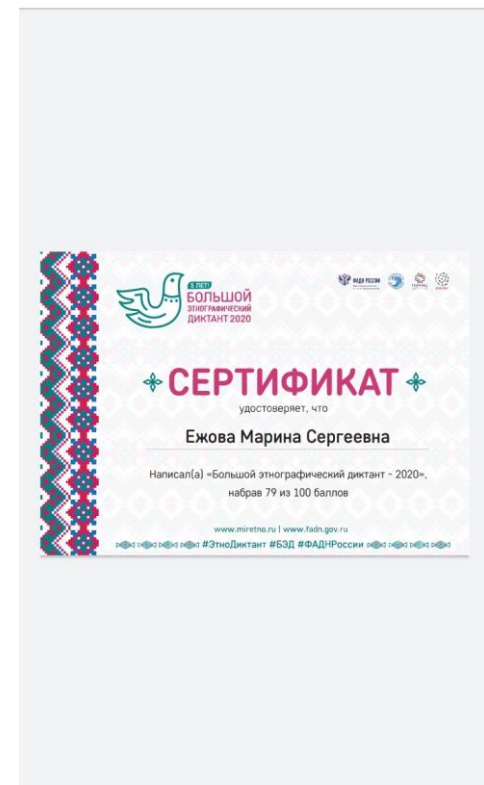 5 ЛЕТ!
БОЛЬШОЙ
ЭТНОГРАФИЧЕСКИЙ
ДИКТАНТ 2020
ФАДН РОССИИ
СЕРТИФИКАТ
удостоверяет, что
Ежова Марина Сергеевна
Написал(а) «Большой этнографический диктант - 2020»,
набрав 79 из 100 баллов
www.miretno.ru | www.fadn.gov.ru
#ЭтноДиктант #БЭД #ФАДНРоссии